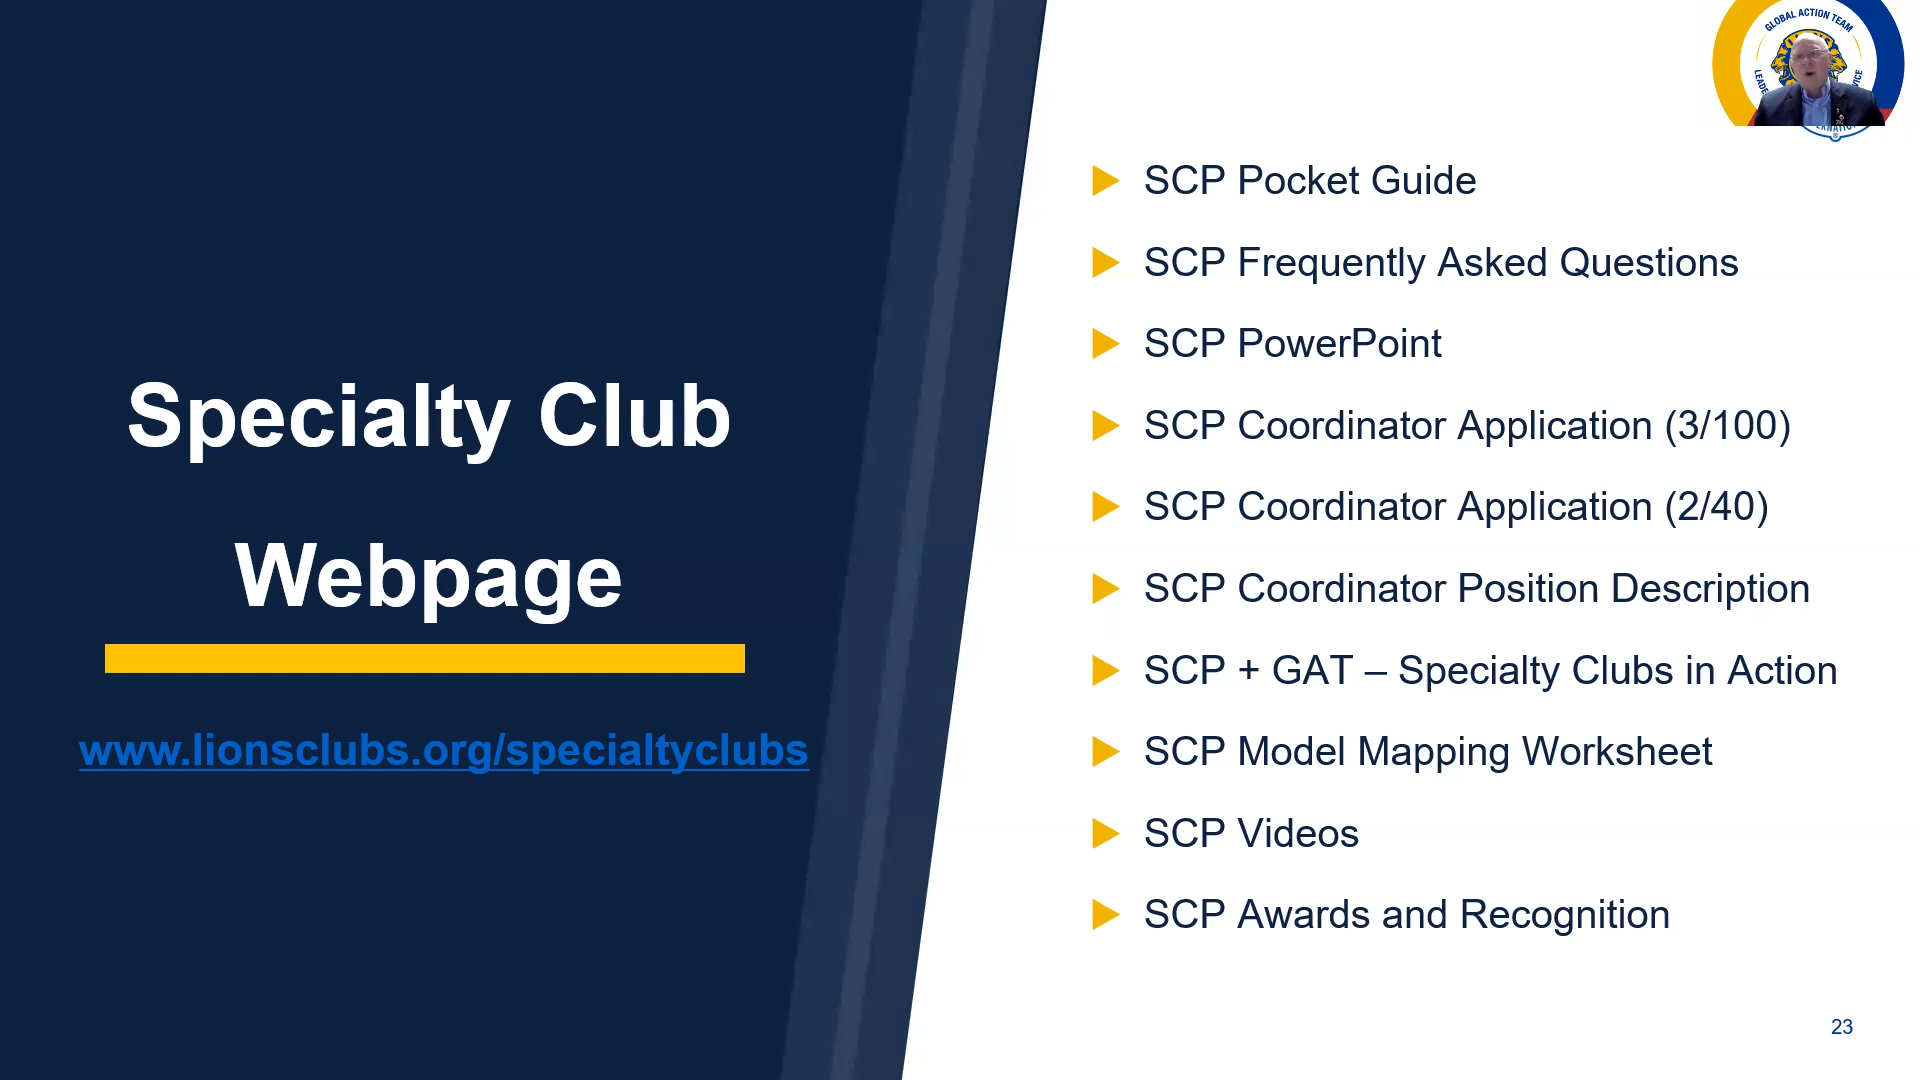 Specialty Club
Webpage
www.lionsclubs.org/specialtyclubs
GLOBAL ACTION TEAM
SCP Pocket Guide
SCP Frequently Asked Questions
SCP PowerPoint
SCP Coordinator Application (3/100)
SCP Coordinator Application (2/40)
SCP Coordinator Position Description
SCP + GAT – Specialty Clubs in Action
SCP Model Mapping Worksheet
SCP Videos
SCP Awards and Recognition
23